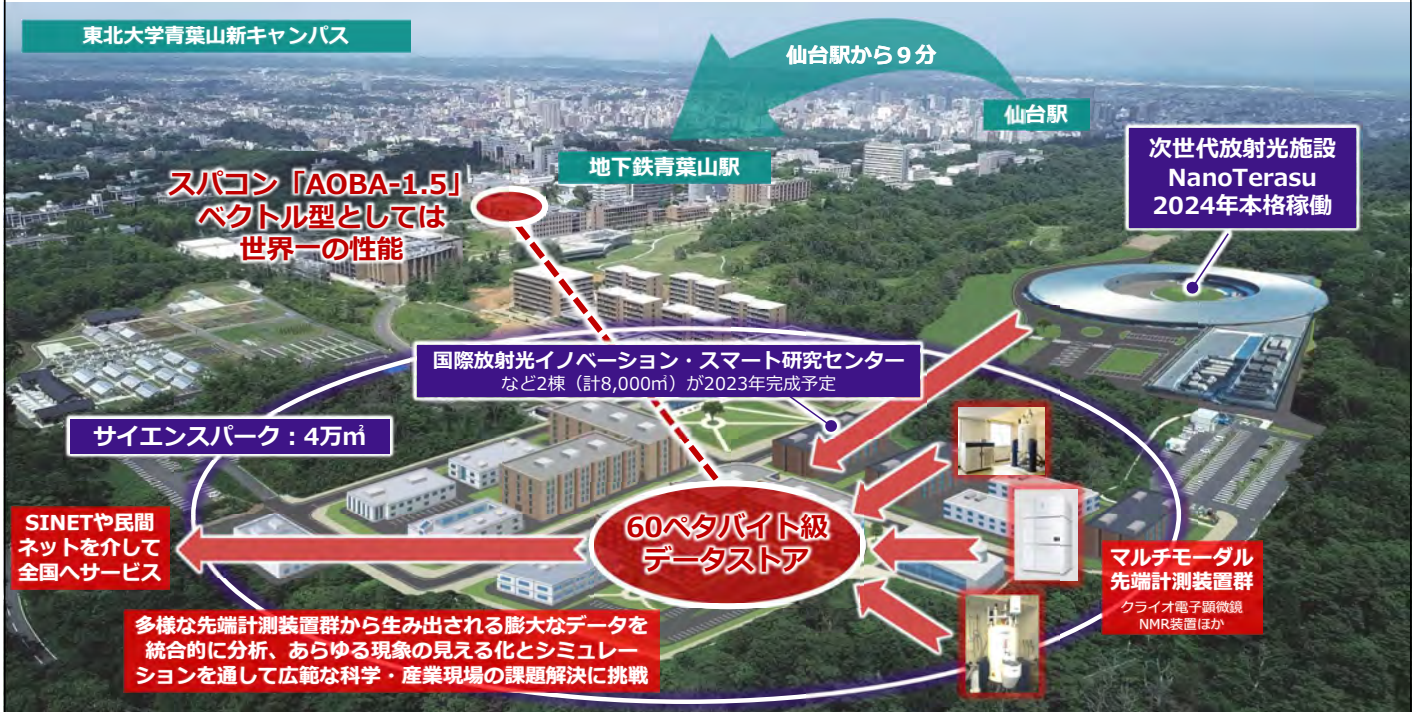 東北大学青葉山新キャンパス
仙台駅から９分
仙台駅
地下鉄青葉山駅
次世代放射光施設
NanoTerasu
2024年本格稼働
スパコン「AOBA-1.5」
ベクトル型としては
世界一の性能
国際放射光イノベーション・スマート研究センター
など2棟（計8,000㎡）が2023年完成予定
サイエンスパーク：4万㎡
SINETや民間
ネットを介して
全国へサービス
60ペタバイト級
データストア
マルチモーダル
先端計測装置群
クライオ電子顕微鏡
NMR装置ほか
多様な先端計測装置群から生み出される膨大なデータを
統合的に分析、あらゆる現象の見える化とシミュレー
ションを通して広範な科学・産業現場の課題解決に挑戦